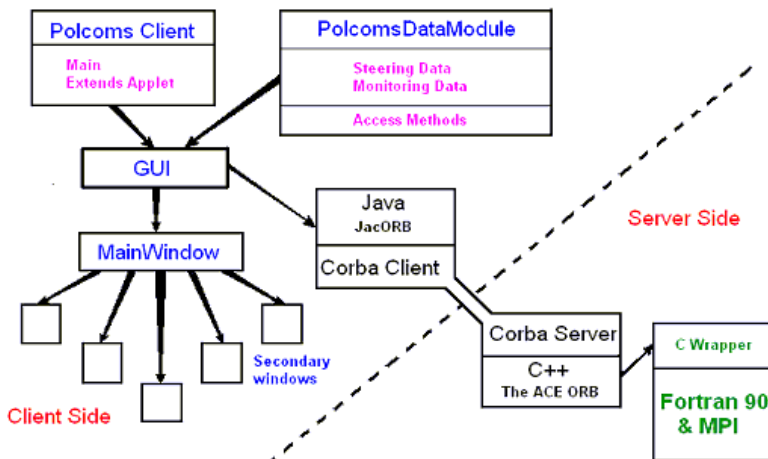 Polcoms Client
Main
Extends Applet
PolcomsDataModule
Steering Data
Monitoring Data
Access Methods
GUI
MainWindow
Java
JacORB
Corba Client
Server Side
Corba Server
C++
The ACE ORB
C Wrapper
Fortran 90
& MPI
Secondary
windows
Client Side